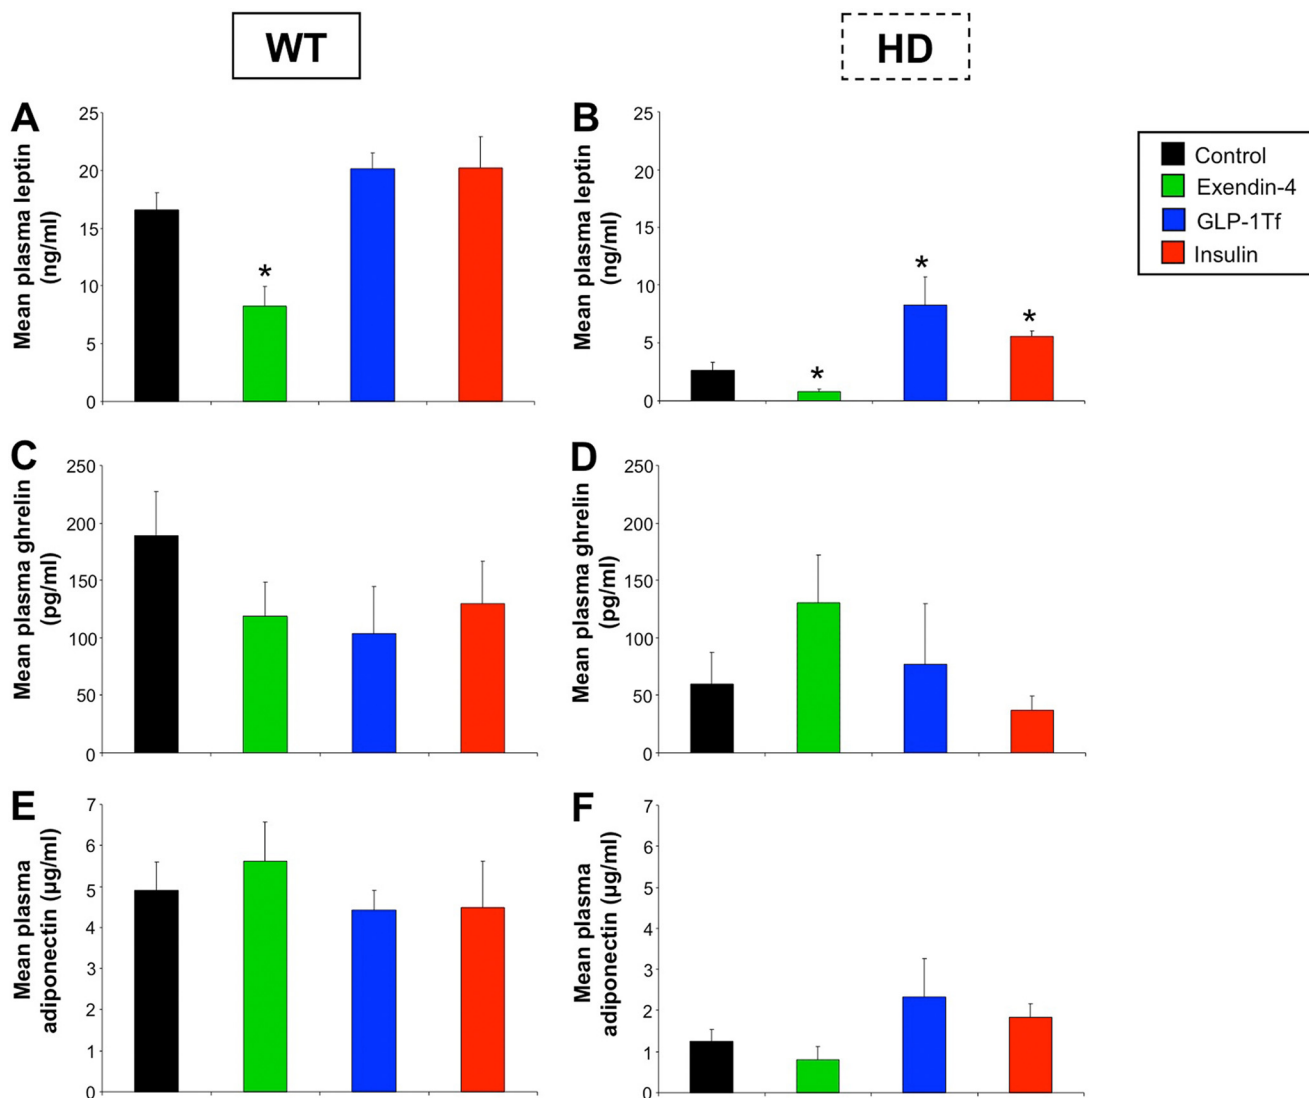 WT
HD
A
Mean plasma leptin
(ng/ml)
25
20
15
10
5
0
*
B
Mean plasma leptin
(ng/ml)
25
20
15
10
5
0
*
*
*
Control
Exendin-4
GLP-1Tf
Insulin
C
Mean plasma ghrelin
(pg/ml)
250
200
150
100
50
0
D
Mean plasma ghrelin
(pg/ml)
250
200
150
100
50
0
E
Mean plasma
adiponectin (µg/ml)
7
6
5
4
3
2
1
0
F
Mean plasma
adiponectin (µg/ml)
7
6
5
4
3
2
1
0